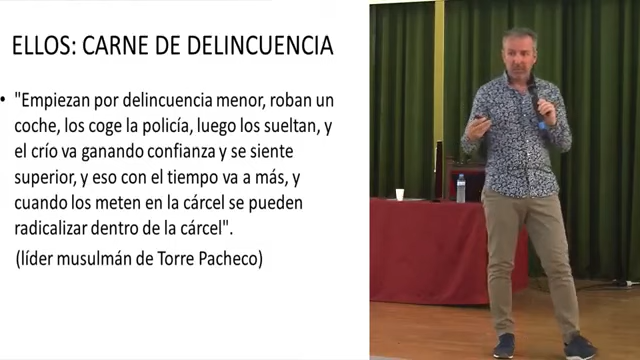 ELLOS: CARNE DE DELINCUENCIA
• "Empiezan por delincuencia menor, roban un
coche, los coge la policía, luego los sueltan, y
el crío va ganando confianza y se siente
superior, y eso con el tiempo va a más, y
cuando los meten en la cárcel se pueden
radicalizar dentro de la cárcel".
(líder musulmán de Torre Pacheco)